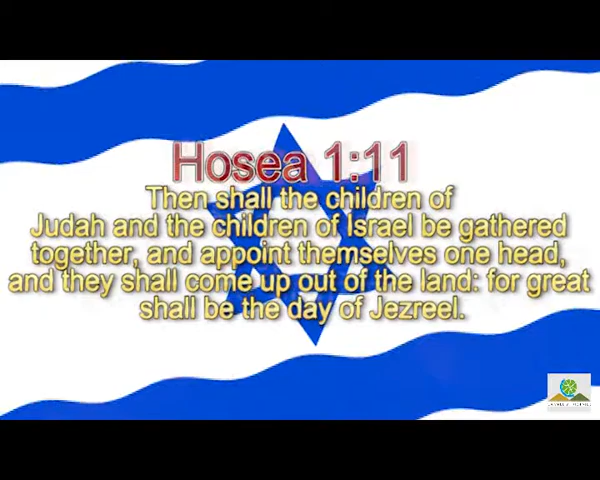 Hosea 1:11
Then shall the children of
Judah and the children of Israel be gathered
together, and appoint themselves one head,
and they shall come up out of the land: for great
shall be the day of Jezreel.